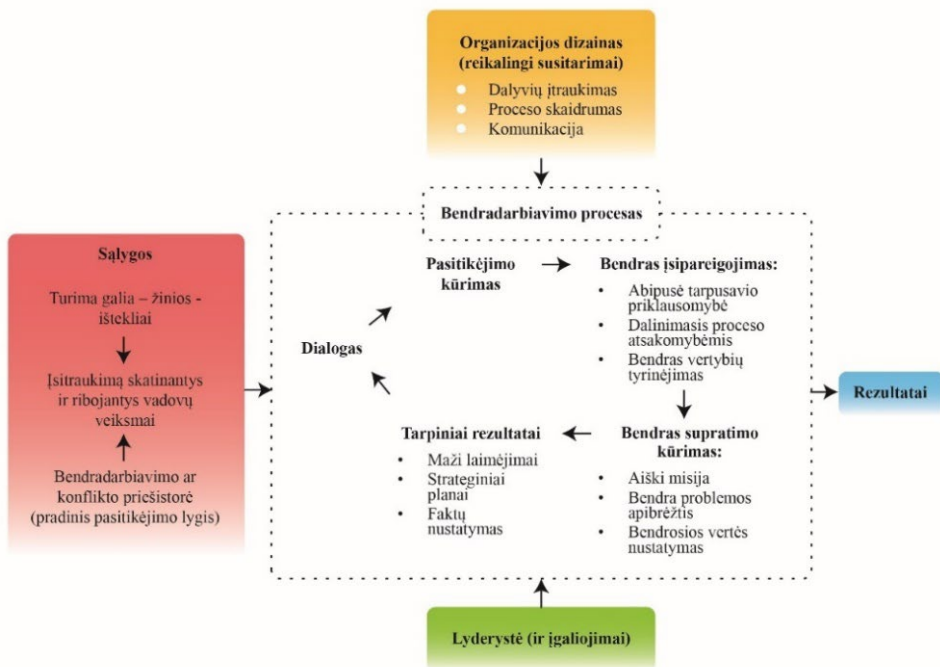 Organizacijos dizainas
(reikalingi susitarimai)
Dalyvių įtraukimas
Proceso skaidrumas
Komunikacija
Bendradarbiavimo procesas
Sąlygos
Turima galia – žinios -
ištekliai
Įsitraukimą skatinantys
ir ribojantys vadovų
veiksmai
Bendradarbiavimo ar
konflikto priešistorė
(pradinis pasitikėjimo lygis)
Dialogas
Pasitikėjimo
kūrimas
Bendras įsipareigojimas:
Abipusė tarpusavio
priklausomybė
Dalinimasis proceso
atsakomybėmis
Bendras vertybių
tyrinėjimas
Bendras supratimo
kūrimas:
Aiški misija
Bendra problemos
apibrėžtis
Bendrosios vertės
nustatymas
Tarpiniai rezultatai
Maži laimėjimai
Strateginiai
planai
Faktų
nustatymas
Rezultatai
Lyderystė (ir įgaliojimai)